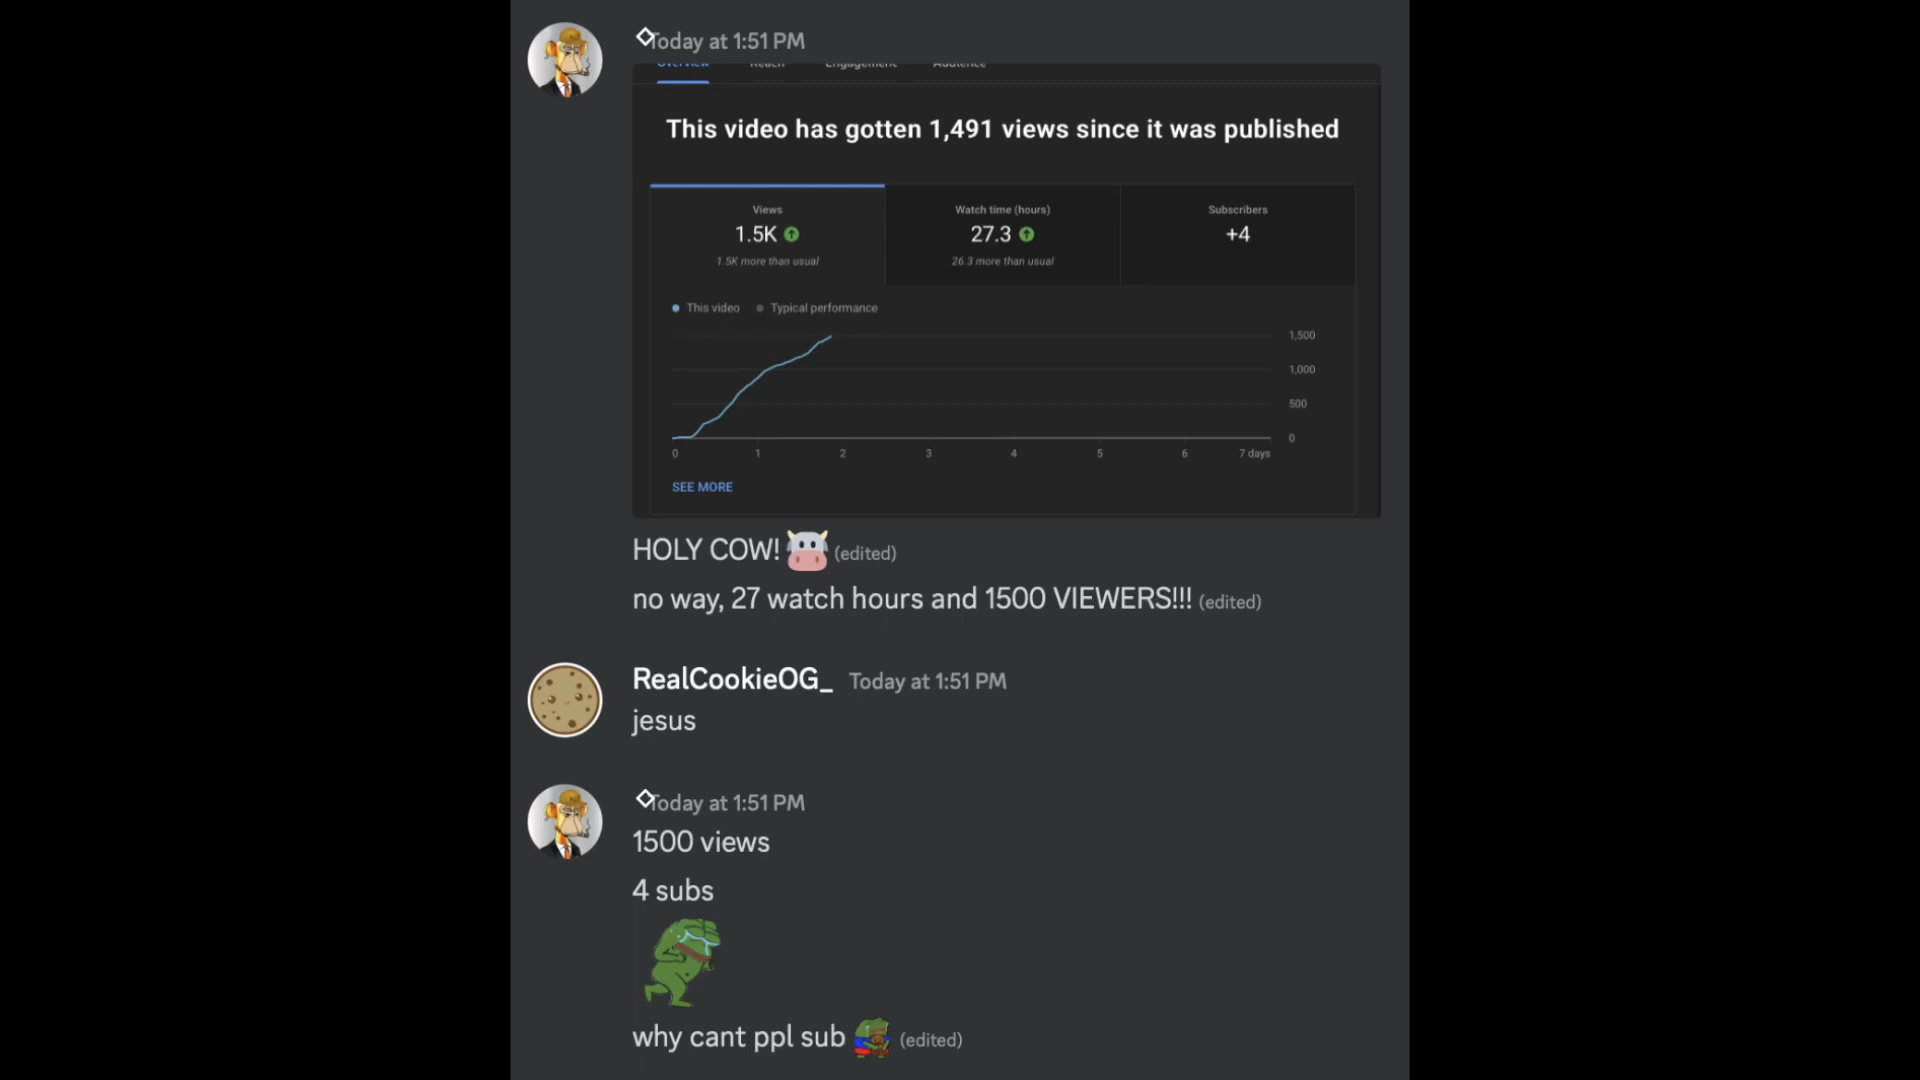 Today at 1:51 PM
Overview Reach Engagement Audience
This video has gotten 1,491 views since it was published
Views Watch time (hours) Subscribers
1.5K 27.3 +4
1.5K more than usual 26.3 more than usual
This video Typical performance
1,500
1,000
500
0
0 1 2 3 4 5 6 7 days
SEE MORE
HOLY COW! (edited)
no way, 27 watch hours and 1500 VIEWERS!!! (edited)
RealCookieOG_ Today at 1:51 PM
jesus
Today at 1:51 PM
1500 views
4 subs
why cant ppl sub (edited)